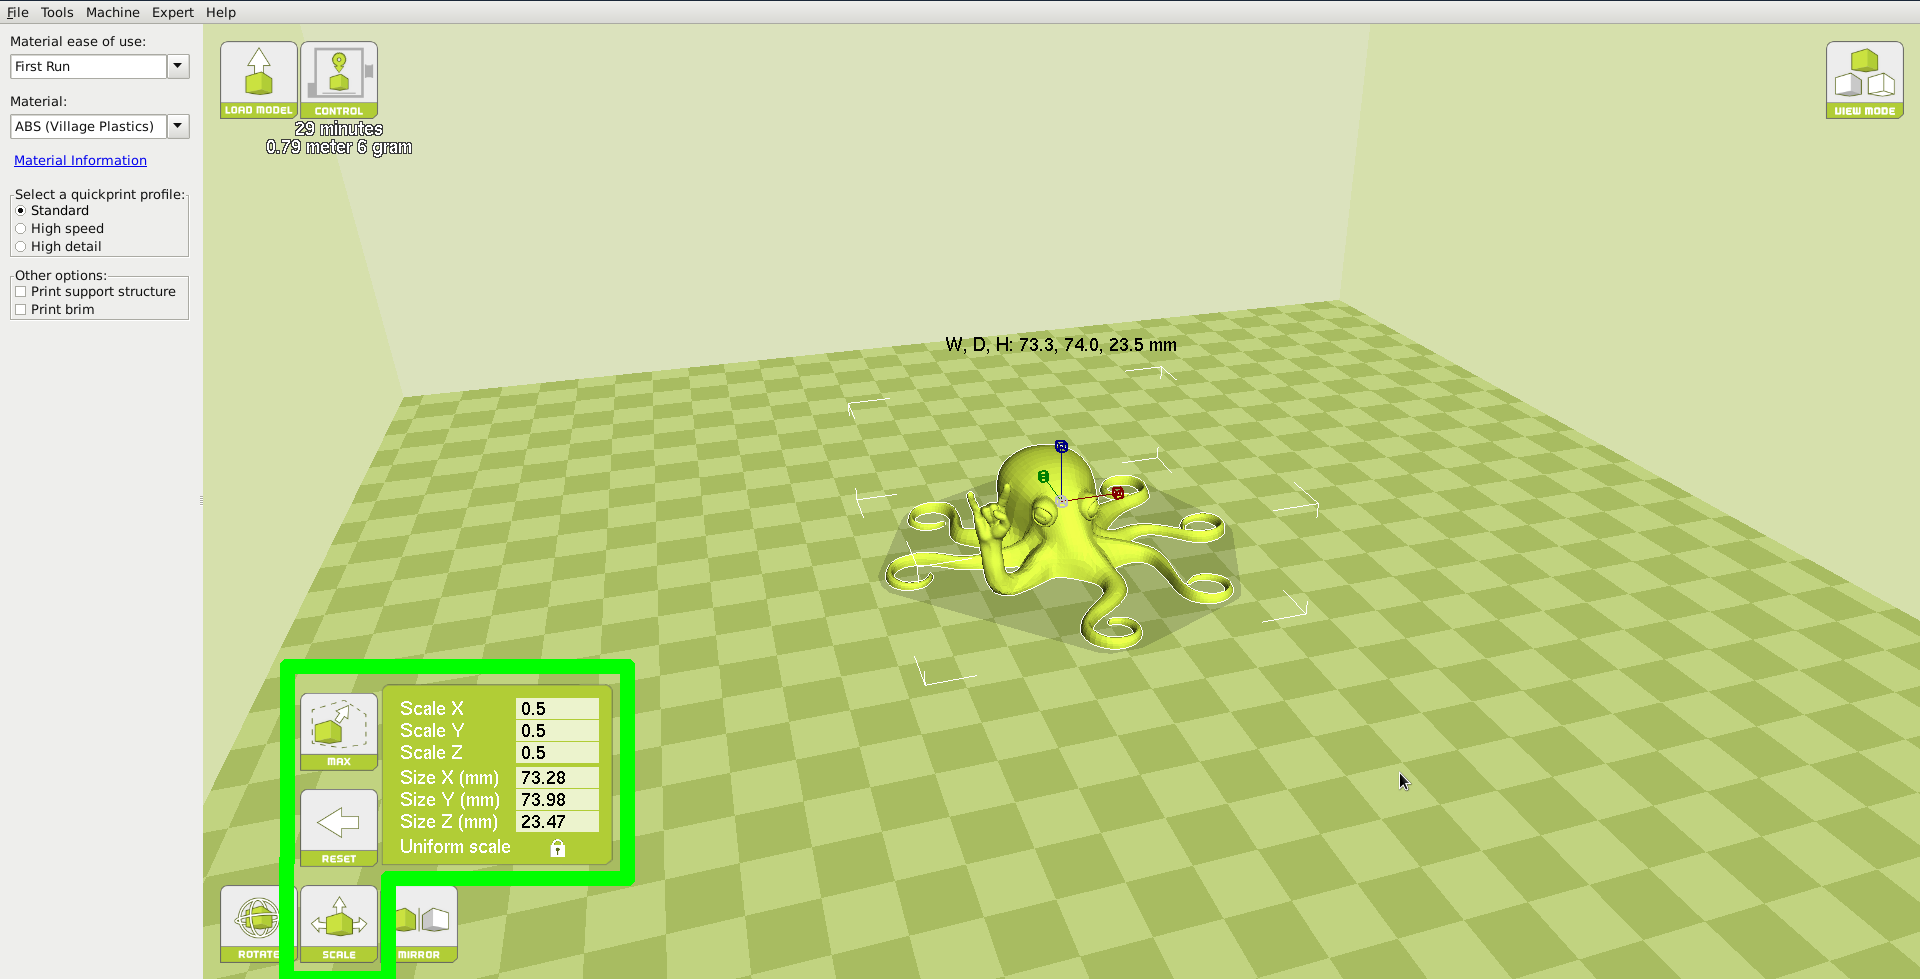 File Tools Machine Expert Help
Material ease of use:
First Run
Material:
ABS (Village Plastics)
Material Information
Select a quickprint profile:
Standard
High speed
High detail
Other options:
Print support structure
Print brim
LOAD MODEL
CONTROL
29 minutes
0.79 meter 6 gram
VIEW MODE
W, D, H: 73.3, 74.0, 23.5 mm
MAX
RESET
Scale X 0.5
Scale Y 0.5
Scale Z 0.5
Size X (mm) 73.28
Size Y (mm) 73.98
Size Z (mm) 23.47
Uniform scale
ROTATE
SCALE
MIRROR